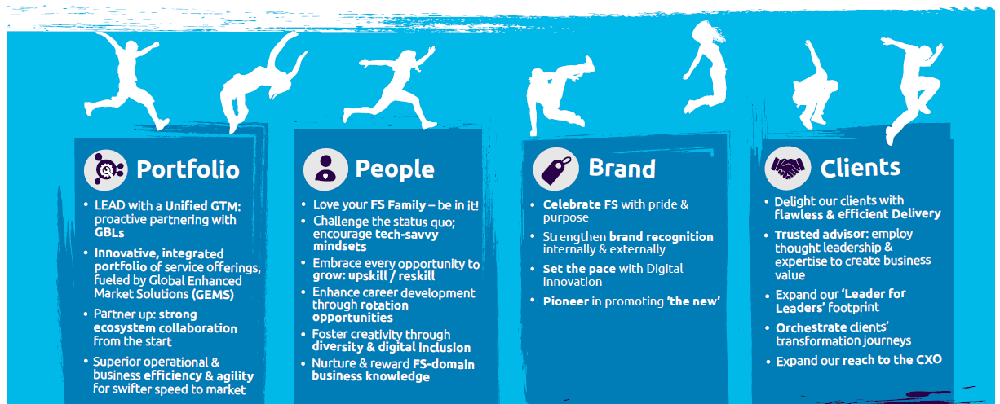 Portfolio
• LEAD with a Unified GTM:
proactive partnering with
GBLs
• Innovative, integrated
portfolio of service offerings,
fueled by Global Enhanced
Market Solutions (GEMS)
• Partner up: strong
ecosystem collaboration
from the start
• Superior operational &
business efficiency & agility
for swifter speed to market
People
• Love your FS Family – be in it!
• Challenge the status quo;
encourage tech-savvy
mindsets
• Embrace every opportunity to
grow: upskill / reskill
• Enhance career development
through rotation
opportunities
• Foster creativity through
diversity & digital inclusion
• Nurture & reward FS-domain
business knowledge
Brand
• Celebrate FS with pride &
purpose
• Strengthen brand recognition
internally & externally
• Set the pace with Digital
innovation
• Pioneer in promoting ‘the new’
Clients
• Delight our clients with
flawless & efficient Delivery
• Trusted advisor: employ
thought leadership &
expertise to create business
value
• Expand our ‘Leader for
Leaders’ footprint
• Orchestrate clients’
transformation journeys
• Expand our reach to the CXO